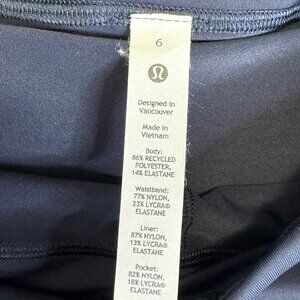 6
Designed in
Vancouver
Made in
Vietnam
Body:
86% RECYCLED
POLYESTER,
14% ELASTANE
Waistband:
77% NYLON,
23% LYCRA®
ELASTANE
Liner:
87% NYLON,
13% LYCRA®
ELASTANE
Pocket:
82% NYLON,
18% LYCRA®
ELASTANE